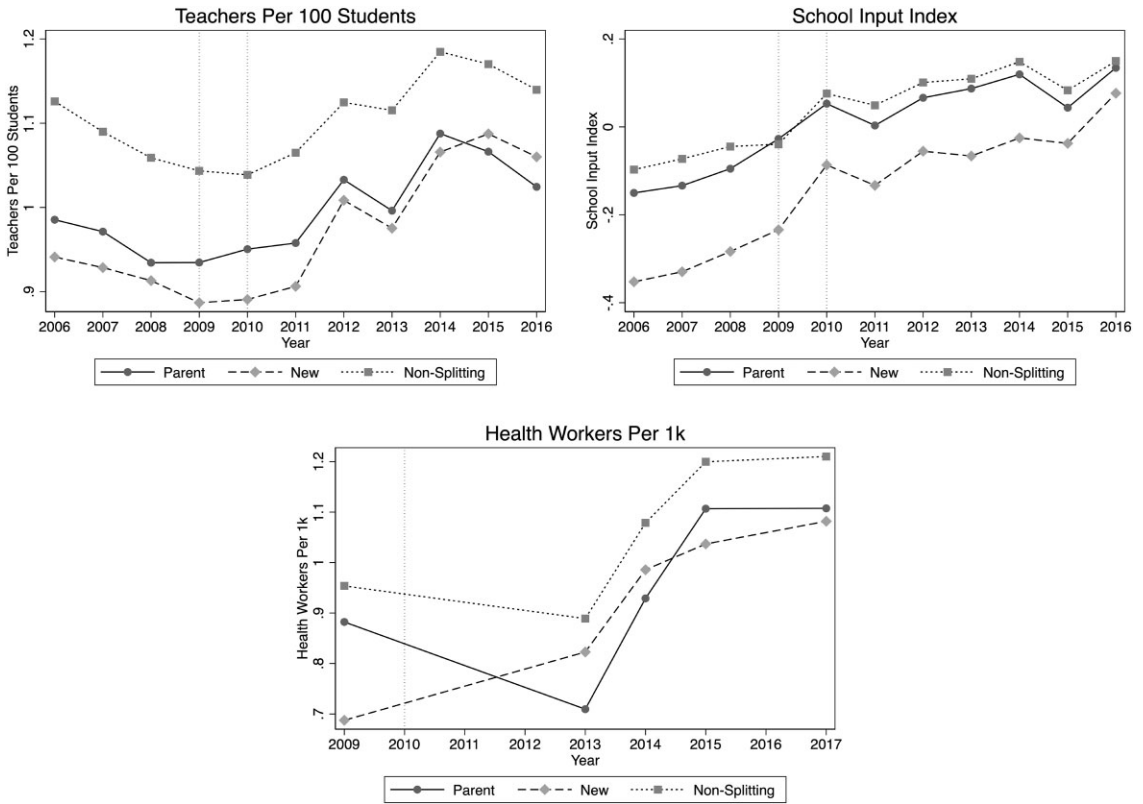 Teachers Per 100 Students
Teachers Per 100 Students
1.2
1.1
1
.9
2006 2007 2008 2009 2010 2011 2012 2013 2014 2015 2016
Year
Parent New Non-Splitting
School Input Index
School Input Index
.2
0
-.2
-.4
2006 2007 2008 2009 2010 2011 2012 2013 2014 2015 2016
Year
Parent New Non-Splitting
Health Workers Per 1k
Health Workers Per 1k
1.2
1.1
1
.9
.8
.7
2009 2010 2011 2012 2013 2014 2015 2016 2017
Year
Parent New Non-Splitting